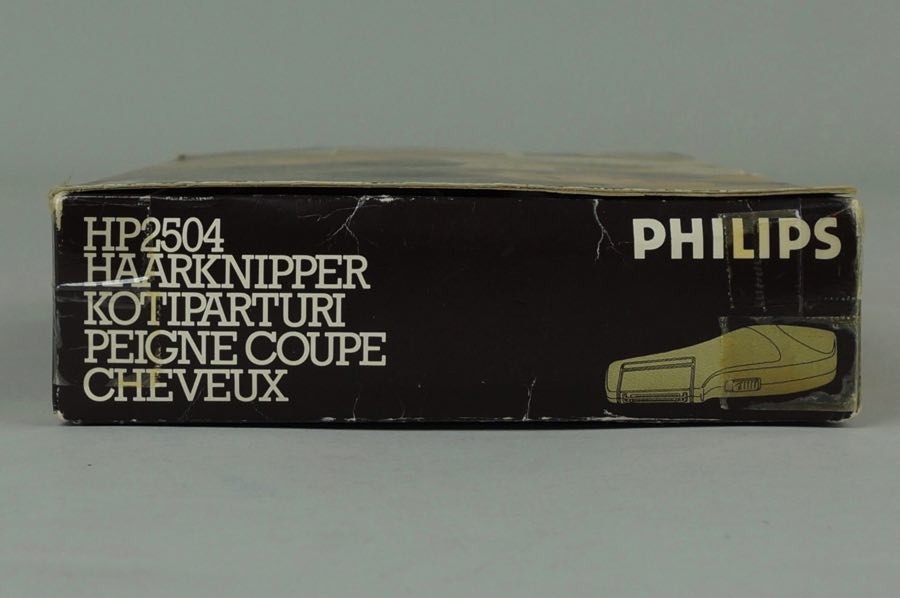 HP2504
HAARKNIPPER
KOTIPARTURI
PEIGNE COUPE
CHEVEUX
PHILIPS